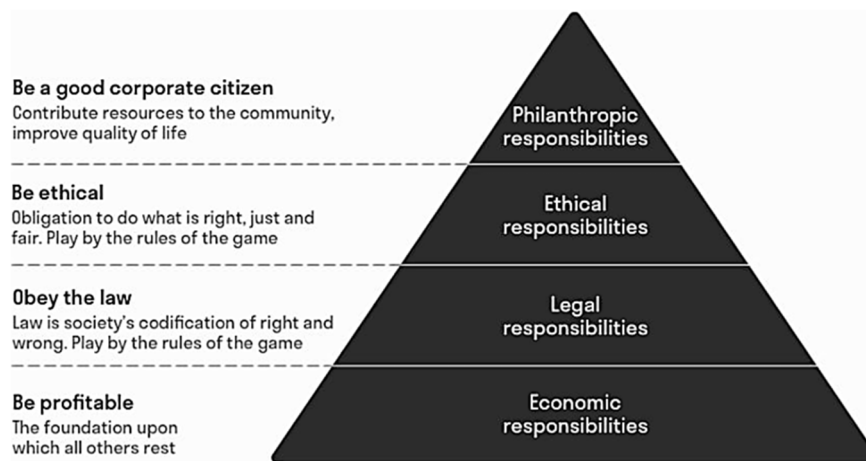 Be a good corporate citizen
Contribute resources to the community,
improve quality of life
Philanthropic
responsibilities
Be ethical
Obligation to do what is right, just and
fair. Play by the rules of the game
Ethical
responsibilities
Obey the law
Law is society's codification of right and
wrong. Play by the rules of the game
Legal
responsibilities
Be profitable
The foundation upon
which all others rest
Economic
responsibilities